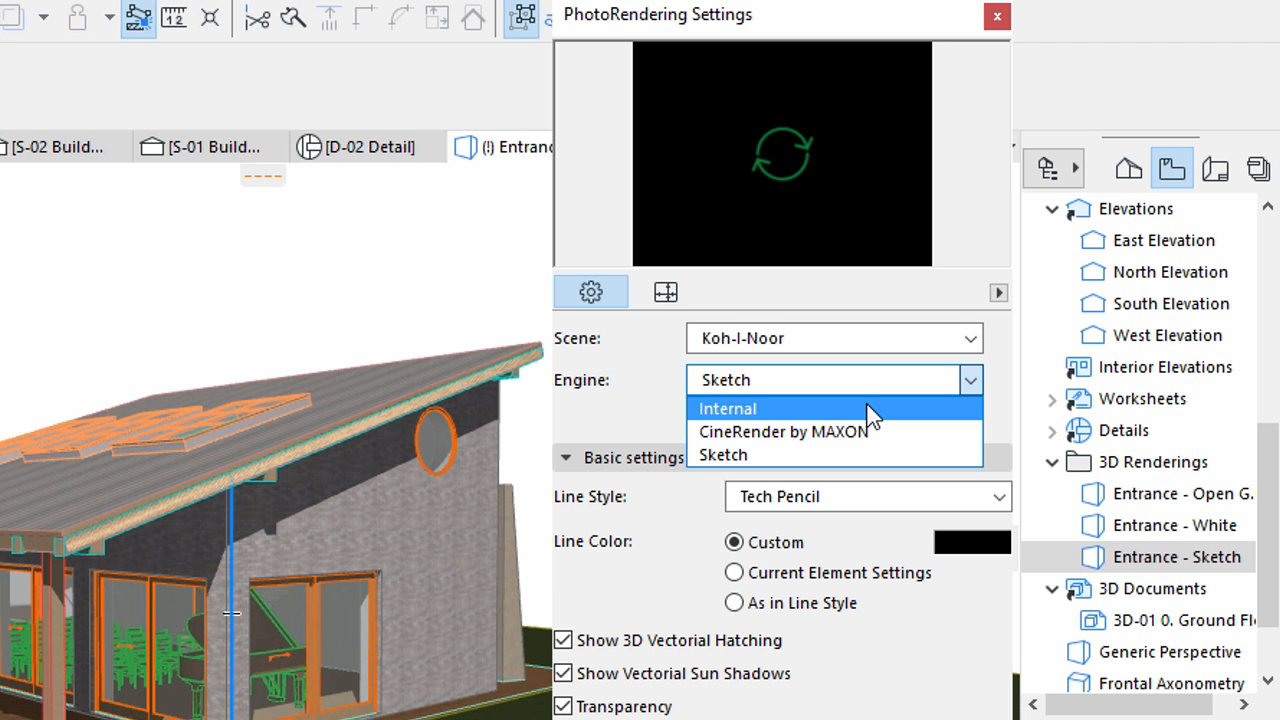 PhotoRendering Settings
x
1 2
[S-02 Build...
[S-01 Build...
[D-02 Detail]
(!) Entranc
Scene:
Koh-I-Noor
Engine:
Sketch
Internal
CineRender by MAXON
Sketch
Basic settings
Line Style:
Tech Pencil
Line Color:
Custom
Current Element Settings
As in Line Style
Show 3D Vectorial Hatching
Show Vectorial Sun Shadows
Transparency
Elevations
East Elevation
North Elevation
South Elevation
West Elevation
Interior Elevations
Worksheets
Details
3D Renderings
Entrance - Open G.
Entrance - White
Entrance - Sketch
3D Documents
3D-01 0. Ground Fl
Generic Perspective
Frontal Axonometry